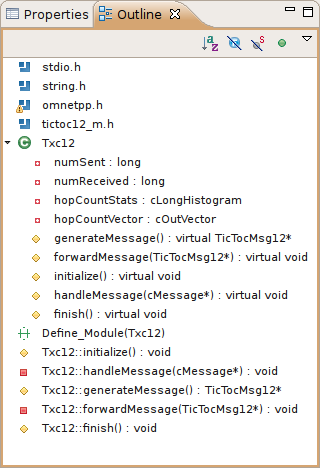 Properties Outline
stdio.h
string.h
omnetpp.h
tictoc12_m.h
Txc12
numSent : long
numReceived : long
hopCountStats : cLongHistogram
hopCountVector : cOutVector
generateMessage() : virtual TicTocMsg12*
forwardMessage(TicTocMsg12*) : virtual void
initialize() : virtual void
handleMessage(cMessage*) : virtual void
finish() : virtual void
Define_Module(Txc12)
Txc12::initialize() : void
Txc12::handleMessage(cMessage*) : void
Txc12::generateMessage() : TicTocMsg12*
Txc12::forwardMessage(TicTocMsg12*) : void
Txc12::finish() : void